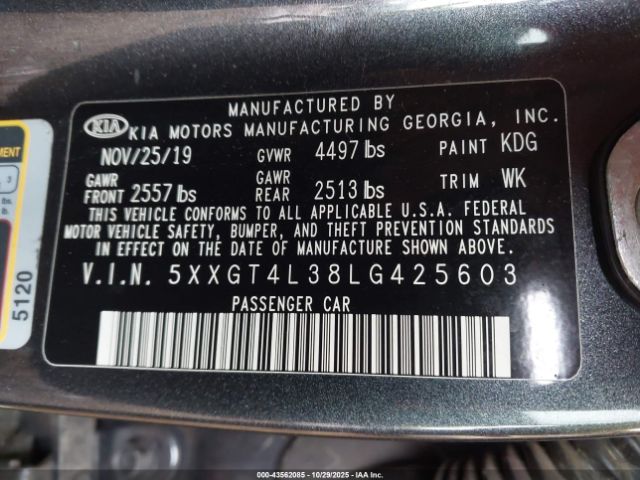 MANUFACTURED BY
KIA KIA MOTORS MANUFACTURING GEORGIA, INC.
NOV/25/19 GVWR 4497 lbs PAINT KDG
GAWR FRONT 2557 lbs GAWR REAR 2513 lbs TRIM WK
THIS VEHICLE CONFORMS TO ALL APPLICABLE U.S.A. FEDERAL
MOTOR VEHICLE SAFETY, BUMPER, AND THEFT PREVENTION STANDARDS
IN EFFECT ON THE DATE OF MANUFACTURE SHOWN ABOVE.
V.I.N. 5XXGT4L38LG425603
PASSENGER CAR
5120
000-43562085 - 10/29/2025 - IAAI.COM